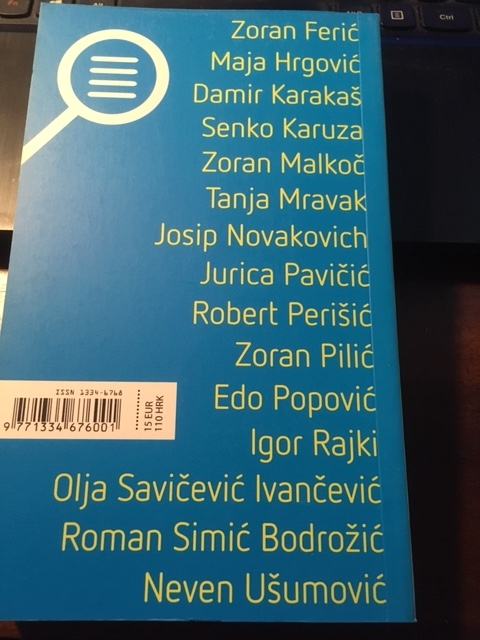 Zoran Ferić
Maja Hrgović
Damir Karakaš
Senko Karuza
Zoran Malkoč
Tanja Mravak
Josip Novakovich
Jurica Pavičić
Robert Perišić
Zoran Pilić
Edo Popović
Igor Rajki
Olja Savičević Ivančević
Roman Simić Bodrožić
Neven Ušumović
ISSN 1334-6768
9 771334 676001
15 EUR
110 HRK
Ctrl